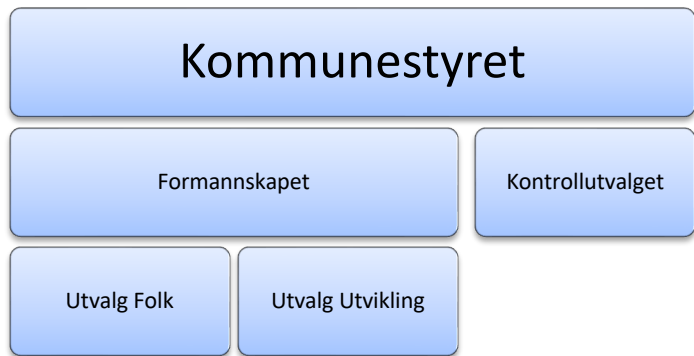 Kommunestyret
Formannskapet
Kontrollutvalget
Utvalg Folk
Utvalg Utvikling